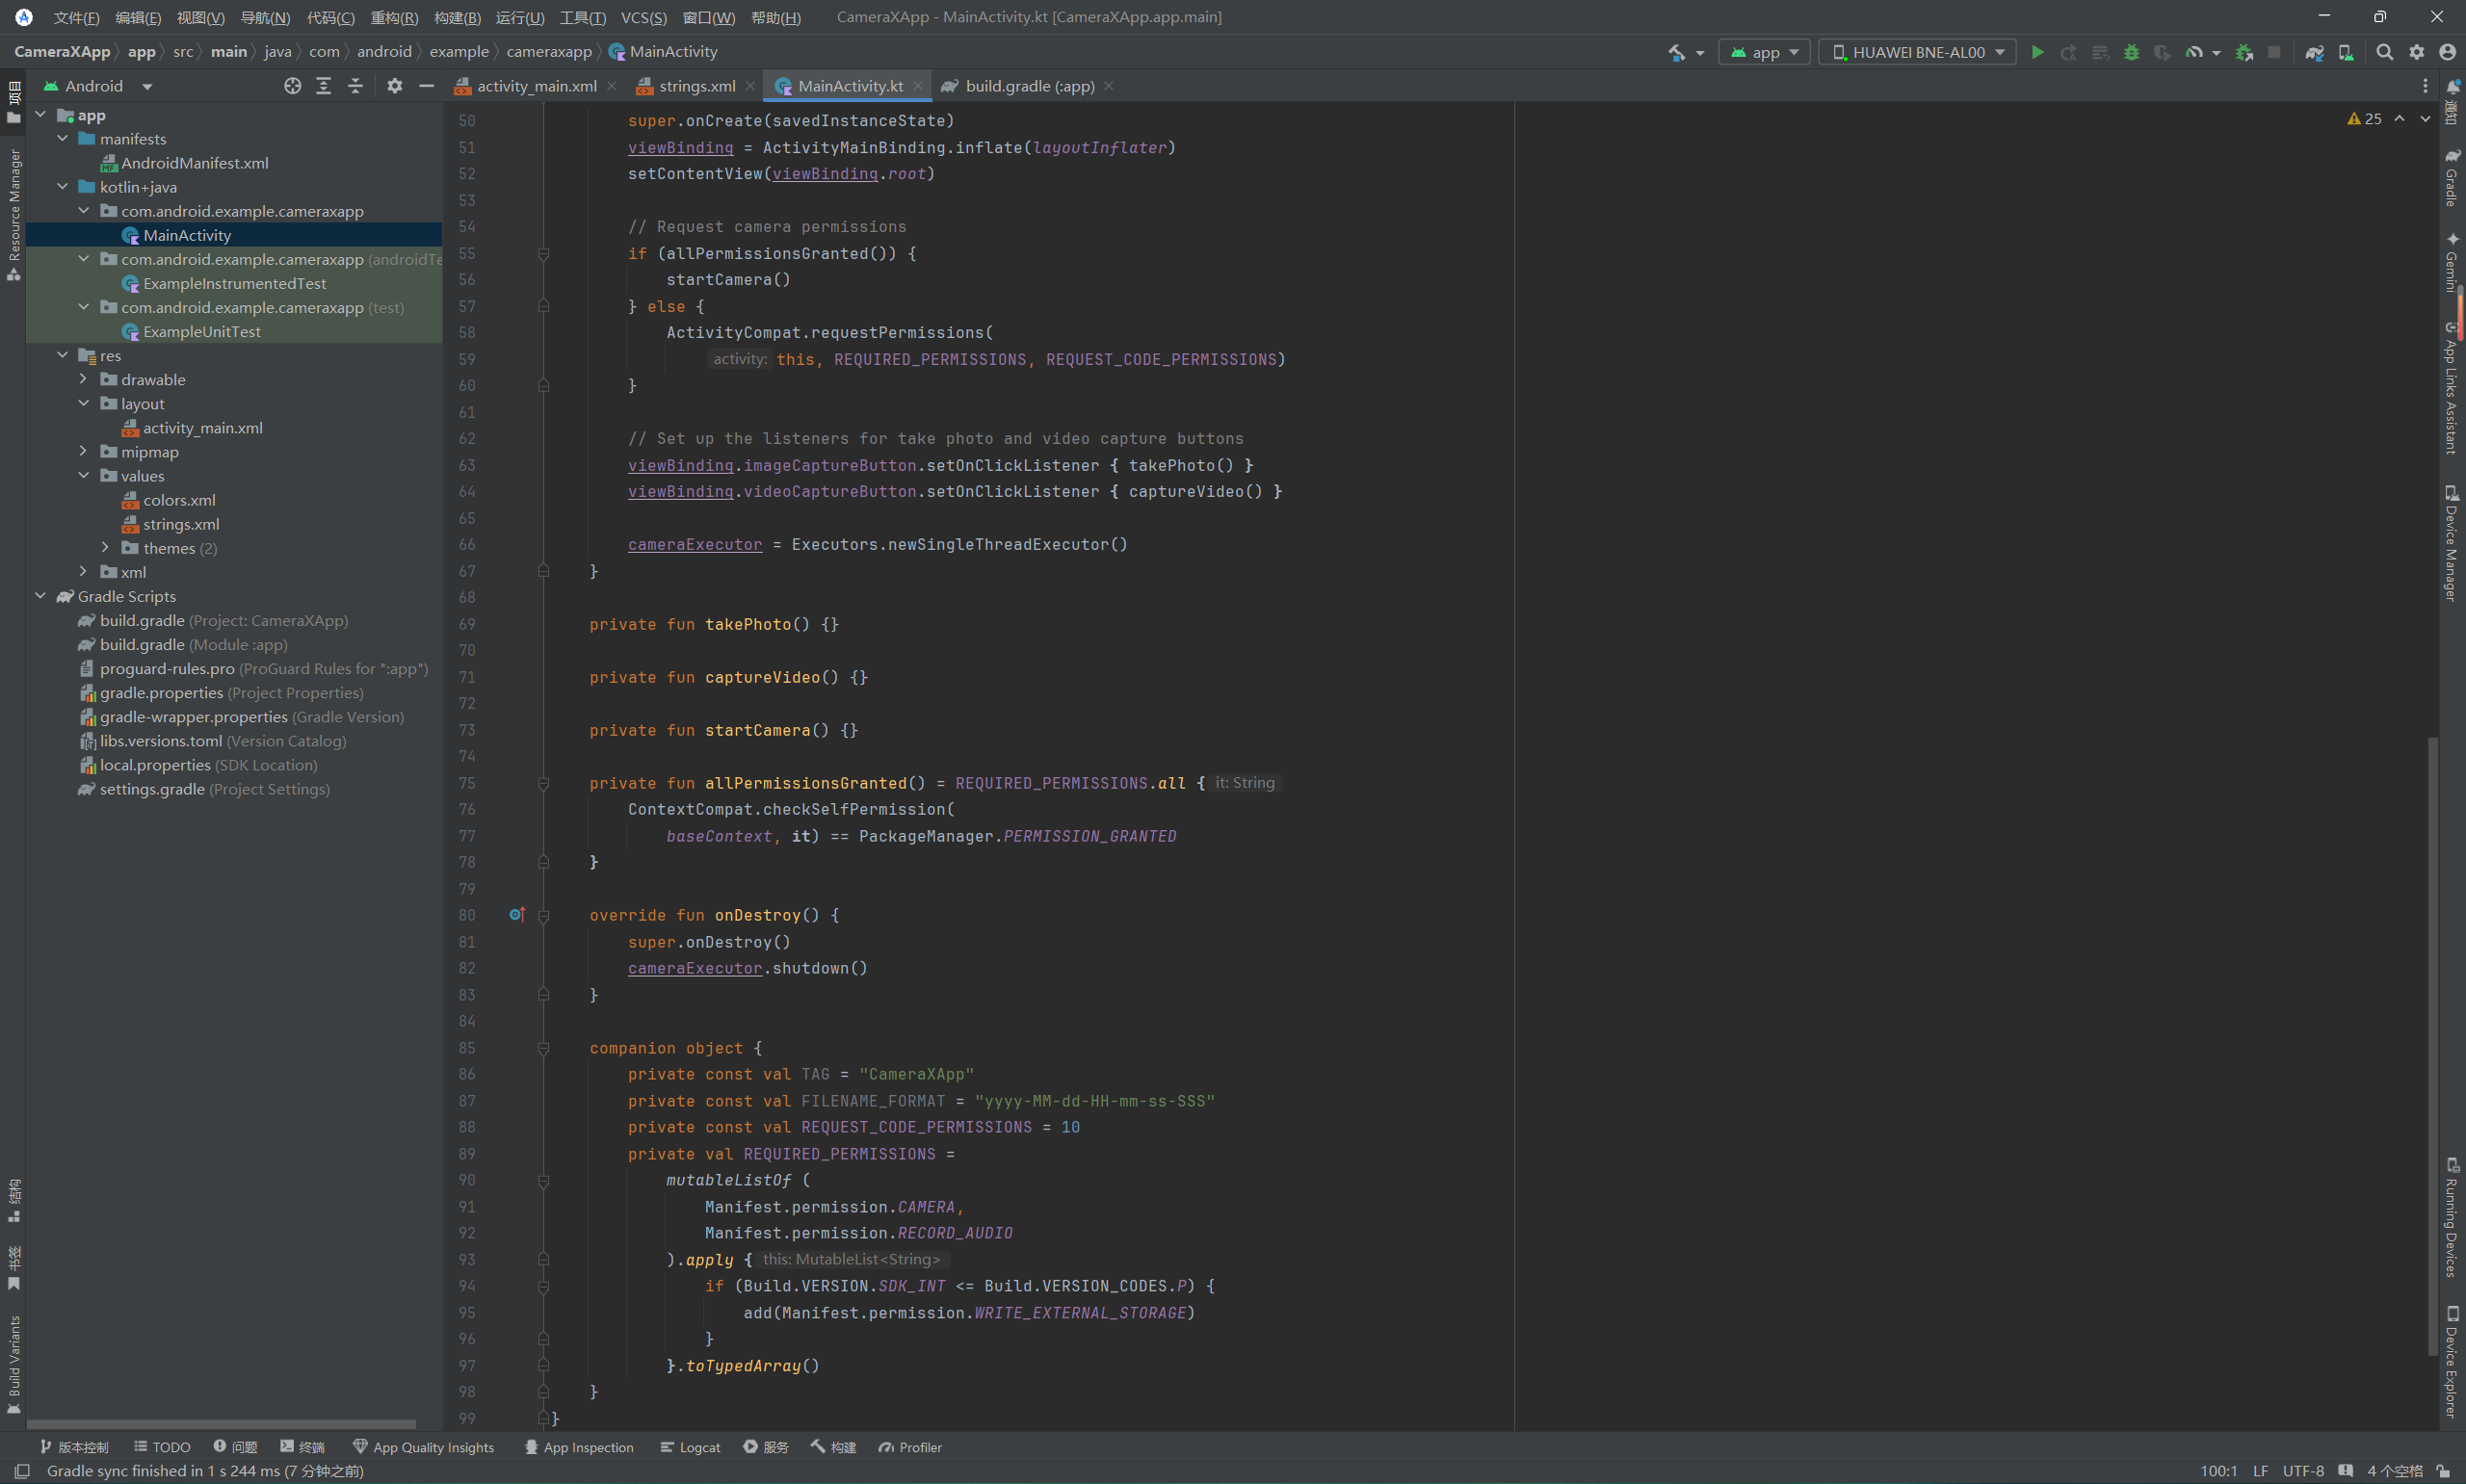 文件(F) 编辑(E) 视图(V) 导航(N) 代码(C) 重构(R) 构建(B) 运行(U) 工具(T) VCS(S) 窗口(W) 帮助(H) CameraXApp - MainActivity.kt [CameraXApp.app.main]
CameraXApp app src main java com android example cameraxapp MainActivity
app HUAWEI BNE-AL00
Android
activity_main.xml strings.xml MainActivity.kt build.gradle (:app)
项目
Resource Manager
结构
书签
Build Variants
app
manifests
AndroidManifest.xml
kotlin+java
com.android.example.cameraxapp
MainActivity
com.android.example.cameraxapp (androidTe
ExampleInstrumentedTest
com.android.example.cameraxapp (test)
ExampleUnitTest
res
drawable
layout
activity_main.xml
mipmap
values
colors.xml
strings.xml
themes (2)
xml
Gradle Scripts
build.gradle (Project: CameraXApp)
build.gradle (Module :app)
proguard-rules.pro (ProGuard Rules for ":app")
gradle.properties (Project Properties)
gradle-wrapper.properties (Gradle Version)
libs.versions.toml (Version Catalog)
local.properties (SDK Location)
settings.gradle (Project Settings)
25
50 super.onCreate(savedInstanceState)
51 viewBinding = ActivityMainBinding.inflate(layoutInflater)
52 setContentView(viewBinding.root)
53
54 // Request camera permissions
55 if (allPermissionsGranted()) {
56 startCamera()
57 } else {
58 ActivityCompat.requestPermissions(
59 activity: this, REQUIRED_PERMISSIONS, REQUEST_CODE_PERMISSIONS)
60 }
61
62 // Set up the listeners for take photo and video capture buttons
63 viewBinding.imageCaptureButton.setOnClickListener { takePhoto() }
64 viewBinding.videoCaptureButton.setOnClickListener { captureVideo() }
65
66 cameraExecutor = Executors.newSingleThreadExecutor()
67 }
68
69 private fun takePhoto() {}
70
71 private fun captureVideo() {}
72
73 private fun startCamera() {}
74
75 private fun allPermissionsGranted() = REQUIRED_PERMISSIONS.all { it: String
76 ContextCompat.checkSelfPermission(
77 baseContext, it) == PackageManager.PERMISSION_GRANTED
78 }
79
80 override fun onDestroy() {
81 super.onDestroy()
82 cameraExecutor.shutdown()
83 }
84
85 companion object {
86 private const val TAG = "CameraXApp"
87 private const val FILENAME_FORMAT = "yyyy-MM-dd-HH-mm-ss-SSS"
88 private const val REQUEST_CODE_PERMISSIONS = 10
89 private val REQUIRED_PERMISSIONS =
90 mutableListOf (
91 Manifest.permission.CAMERA,
92 Manifest.permission.RECORD_AUDIO
93 ).apply { this: MutableList<String>
94 if (Build.VERSION.SDK_INT <= Build.VERSION_CODES.P) {
95 add(Manifest.permission.WRITE_EXTERNAL_STORAGE)
96 }
97 }.toTypedArray()
98 }
99 }
通知
Gradle
Gemini
App Links Assistant
Device Manager
Running Devices
Device Explorer
版本控制 TODO 问题 终端 App Quality Insights App Inspection Logcat 服务 构建 Profiler
Gradle sync finished in 1 s 244 ms (7 分钟之前) 100:1 LF UTF-8 4 个空格